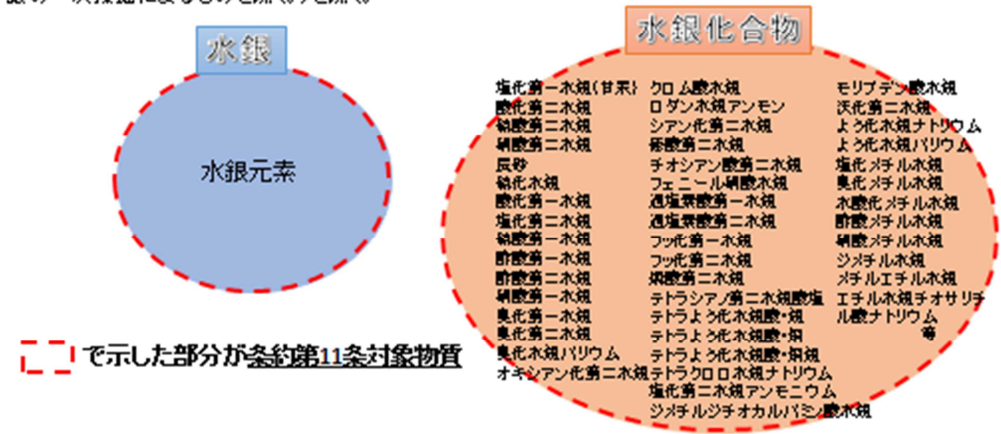 水銀
水銀元素
で示した部分が条約第11条対象物質
水銀化合物
塩化第一水銀(甘汞)
酸化第二水銀
硫酸第二水銀
硝酸第二水銀
辰砂
硫化水銀
酸化第一水銀
塩化第二水銀
硫酸第一水銀
酢酸第一水銀
酢酸第二水銀
硝酸第一水銀
臭化第一水銀
臭化第二水銀
臭化水銀バリウム
オキシアン化第二水銀
クロム酸水銀
ロダン水銀アンモン
シアン化第二水銀
チオシアン酸第二水銀
フェニール硝酸水銀
過塩素酸第一水銀
過塩素酸第二水銀
フッ化第一水銀
フッ化第二水銀
燐酸第二水銀
テトラシアノ第二水銀酸塩
テトラよう化水銀酸・銅
テトラよう化水銀酸・
テトラよう化水銀酸・
テトラクロロ水銀ナトリウム
塩化第二水銀アンモニウム
ジメチルジチオカルバミン酸水銀
モリブデン酸水銀
沃化第二水銀
よう化水銀ナトリウム
よう化水銀バリウム
塩化メチル水銀
臭化メチル水銀
水酸化メチル水銀
酢酸メチル水銀
硝酸メチル水銀
ジメチル水銀
メチルエチル水銀
エチル水銀チオサリチ
ル酸ナトリウム
等